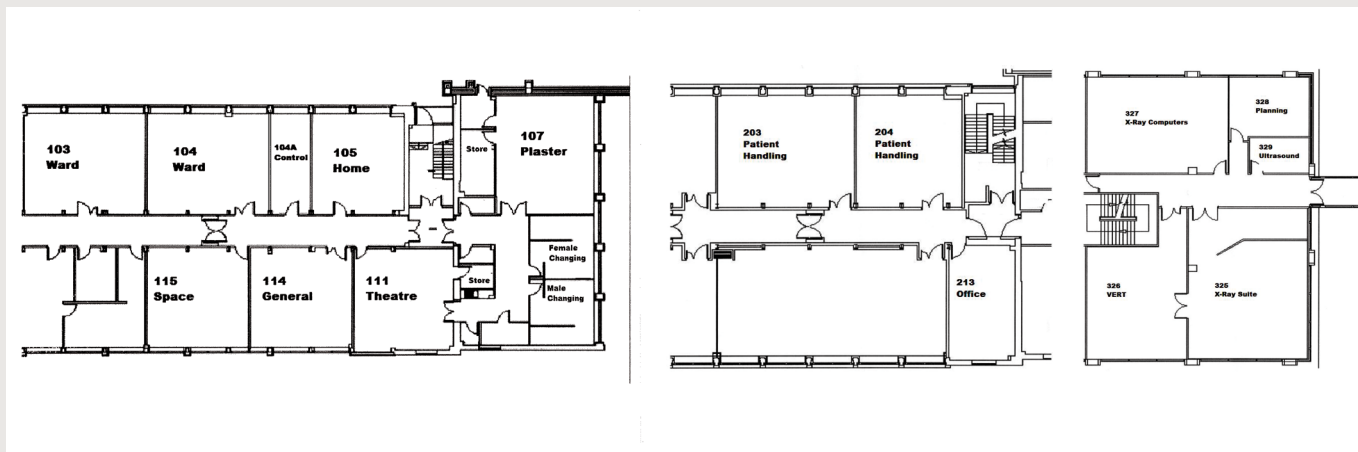 103
Ward
104
Ward
104A
Control
105
Home
Store
107
Plaster
115
Space
114
General
111
Theatre
Store
Female
Changing
Male
Changing
203
Patient
Handling
204
Patient
Handling
213
Office
327
X-Ray Computers
328
Planning
329
Ultrasound
326
VERT
325
X-Ray Suite